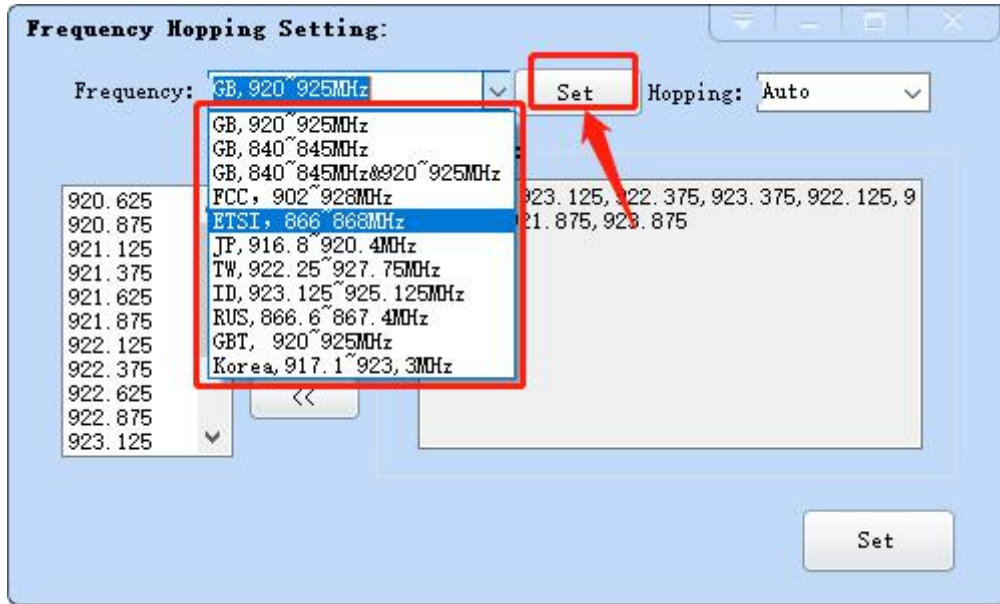 Frequency Hopping Setting:
Frequency: GB,920~925MHz Set Hopping: Auto
GB,920~925MHz
GB,840~845MHz
GB,840~845MHz&920~925MHz
FCC, 902~928MHz
ETSI, 866~868MHz
JP,916.8~920.4MHz
TW,922.25~927.75MHz
ID,923.125~925.125MHz
RUS,866.6~867.4MHz
GBT, 920~925MHz
Korea,917.1~923,3MHz
920.625
920.875
921.125
921.375
921.625
921.875
922.125
922.375
922.625
922.875
923.125
<<
923.125,922.375,923.375,922.125,9
21.875,923.875
Set